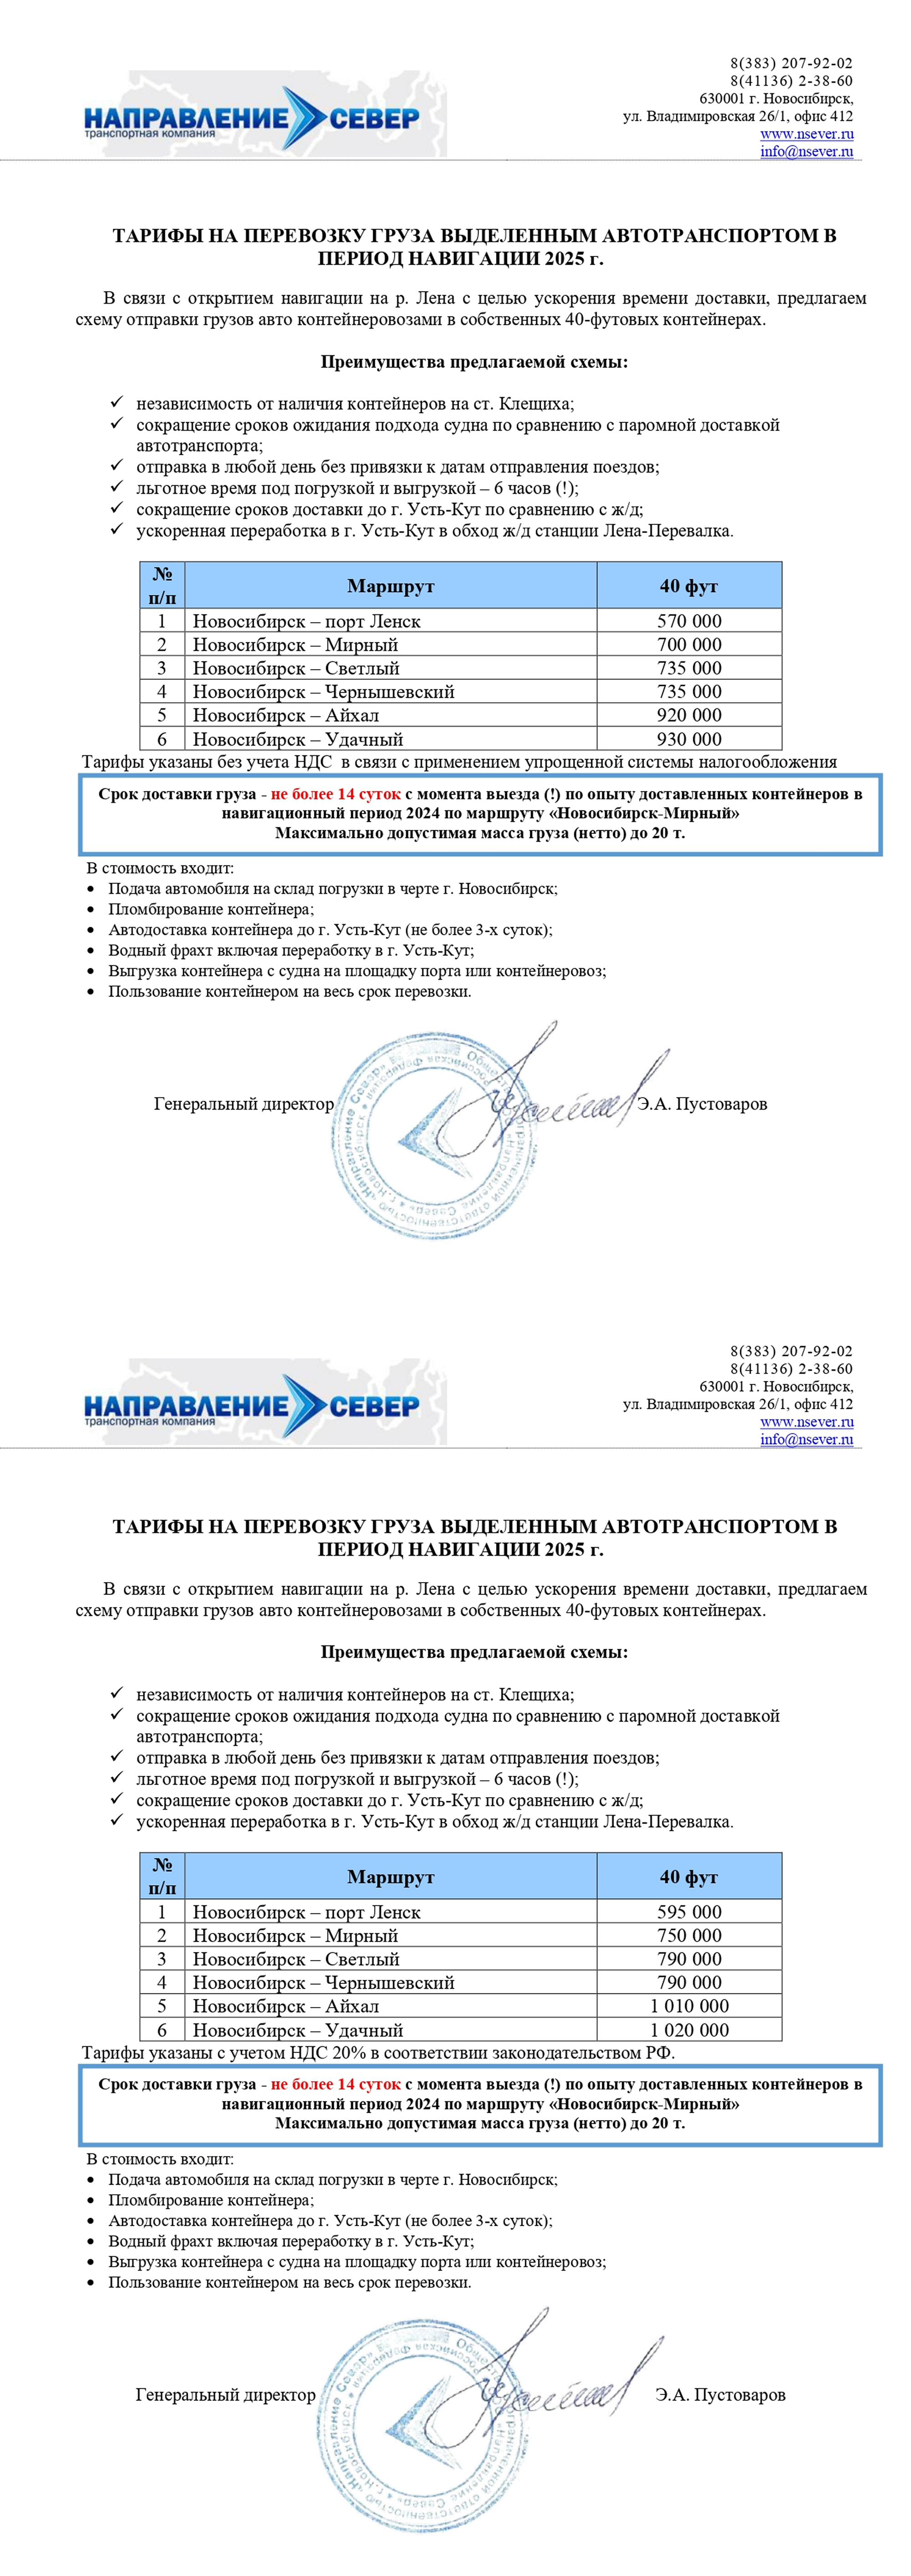 8(383) 207-92-02
8(41136) 2-38-60
630001 г. Новосибирск,
ул. Владимировская 26/1, офис 412
www.nsever.ru
info@nsever.ru
НАПРАВЛЕНИЕ СЕВЕР
транспортная компания
ТАРИФЫ НА ПЕРЕВОЗКУ ГРУЗА ВЫДЕЛЕННЫМ АВТОТРАНСПОРТОМ В
ПЕРИОД НАВИГАЦИИ 2025 г.
В связи с открытием навигации на р. Лена с целью ускорения времени доставки, предлагаем
схему отправки грузов авто контейнеровозами в собственных 40-футовых контейнерах.
Преимущества предлагаемой схемы:
✓ независимость от наличия контейнеров на ст. Клещиха;
✓ сокращение сроков ожидания подхода судна по сравнению с паромной доставкой
автотранспорта;
✓ отправка в любой день без привязки к датам отправления поездов;
✓ льготное время под погрузкой и выгрузкой – 6 часов (!);
✓ сокращение сроков доставки до г. Усть-Кут по сравнению с ж/д;
✓ ускоренная переработка в г. Усть-Кут в обход ж/д станции Лена-Перевалка.
№ п/п Маршрут 40 фут
1 Новосибирск – порт Ленск 570 000
2 Новосибирск – Мирный 700 000
3 Новосибирск – Светлый 735 000
4 Новосибирск – Чернышевский 735 000
5 Новосибирск – Айхал 920 000
6 Новосибирск – Удачный 930 000
Тарифы указаны без учета НДС в связи с применением упрощенной системы налогообложения
Срок доставки груза - не более 14 суток с момента выезда (!) по опыту доставленных контейнеров в
навигационный период 2024 по маршруту «Новосибирск-Мирный»
Максимально допустимая масса груза (нетто) до 20 т.
В стоимость входит:
• Подача автомобиля на склад погрузки в черте г. Новосибирск;
• Пломбирование контейнера;
• Автодоставка контейнера до г. Усть-Кут (не более 3-х суток);
• Водный фрахт включая переработку в г. Усть-Кут;
• Выгрузка контейнера с судна на площадку порта или контейнеровоз;
• Пользование контейнером на весь срок перевозки.
Генеральный директор Э.А. Пустоваров
8(383) 207-92-02
8(41136) 2-38-60
630001 г. Новосибирск,
ул. Владимировская 26/1, офис 412
www.nsever.ru
info@nsever.ru
НАПРАВЛЕНИЕ СЕВЕР
транспортная компания
ТАРИФЫ НА ПЕРЕВОЗКУ ГРУЗА ВЫДЕЛЕННЫМ АВТОТРАНСПОРТОМ В
ПЕРИОД НАВИГАЦИИ 2025 г.
В связи с открытием навигации на р. Лена с целью ускорения времени доставки, предлагаем
схему отправки грузов авто контейнеровозами в собственных 40-футовых контейнерах.
Преимущества предлагаемой схемы:
✓ независимость от наличия контейнеров на ст. Клещиха;
✓ сокращение сроков ожидания подхода судна по сравнению с паромной доставкой
автотранспорта;
✓ отправка в любой день без привязки к датам отправления поездов;
✓ льготное время под погрузкой и выгрузкой – 6 часов (!);
✓ сокращение сроков доставки до г. Усть-Кут по сравнению с ж/д;
✓ ускоренная переработка в г. Усть-Кут в обход ж/д станции Лена-Перевалка.
№ п/п Маршрут 40 фут
1 Новосибирск – порт Ленск 595 000
2 Новосибирск – Мирный 750 000
3 Новосибирск – Светлый 790 000
4 Новосибирск – Чернышевский 790 000
5 Новосибирск – Айхал 1 010 000
6 Новосибирск – Удачный 1 020 000
Тарифы указаны с учетом НДС 20% в соответствии законодательством РФ.
Срок доставки груза - не более 14 суток с момента выезда (!) по опыту доставленных контейнеров в
навигационный период 2024 по маршруту «Новосибирск-Мирный»
Максимально допустимая масса груза (нетто) до 20 т.
В стоимость входит:
• Подача автомобиля на склад погрузки в черте г. Новосибирск;
• Пломбирование контейнера;
• Автодоставка контейнера до г. Усть-Кут (не более 3-х суток);
• Водный фрахт включая переработку в г. Усть-Кут;
• Выгрузка контейнера с судна на площадку порта или контейнеровоз;
• Пользование контейнером на весь срок перевозки.
Генеральный директор Э.А. Пустоваров